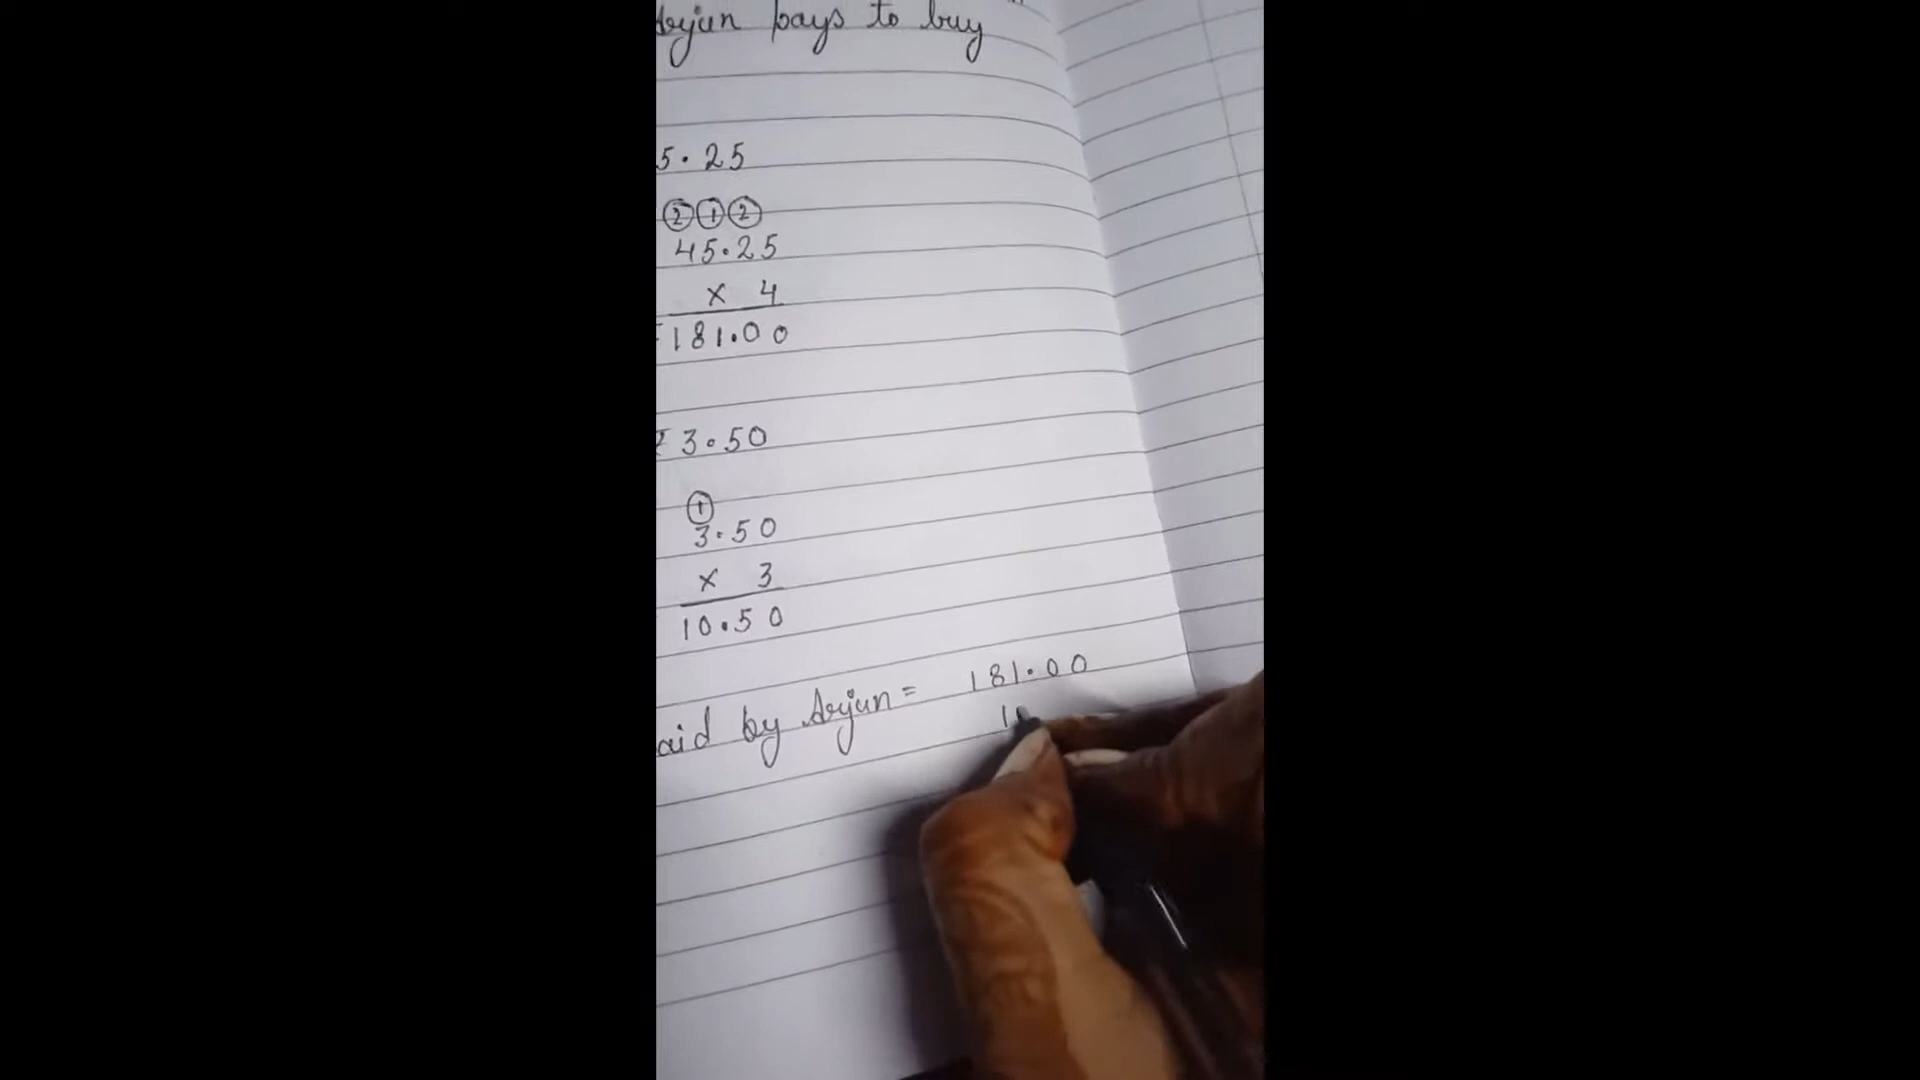 Arjun pays to buy
5.25
② ① ②
45.25
x 4
₹181.00
₹3.50
①
3.50
x 3
10.50
aid by Arjun = 181.00
1